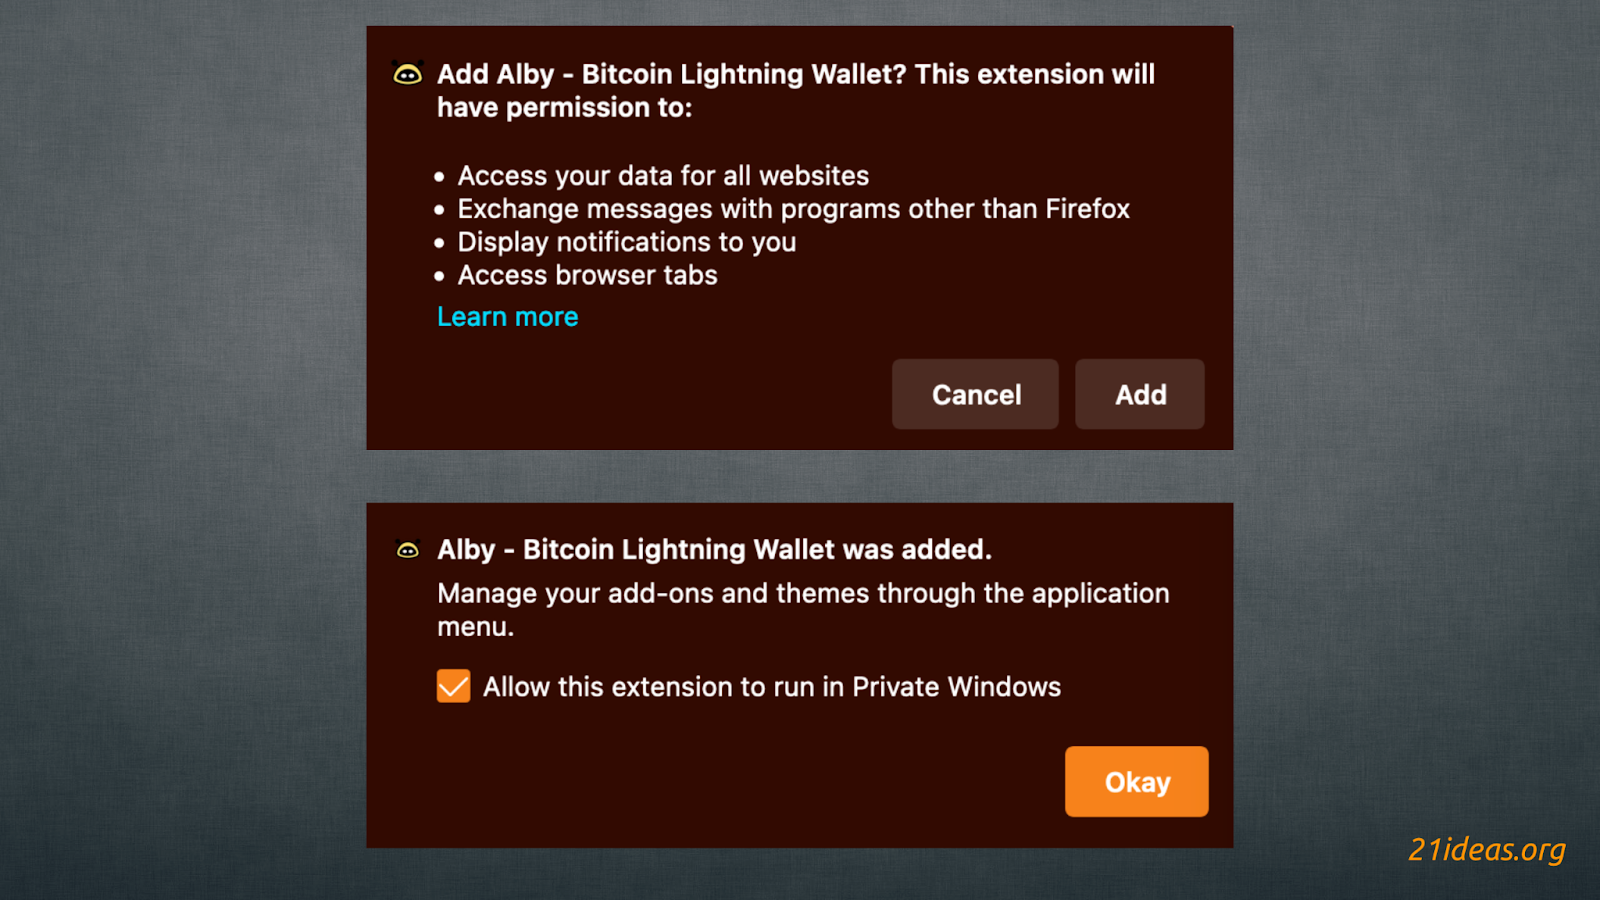 Add Alby - Bitcoin Lightning Wallet? This extension will
have permission to:
• Access your data for all websites
• Exchange messages with programs other than Firefox
• Display notifications to you
• Access browser tabs
Learn more
Cancel
Add
Alby - Bitcoin Lightning Wallet was added.
Manage your add-ons and themes through the application
menu.
Allow this extension to run in Private Windows
Okay
21ideas.org